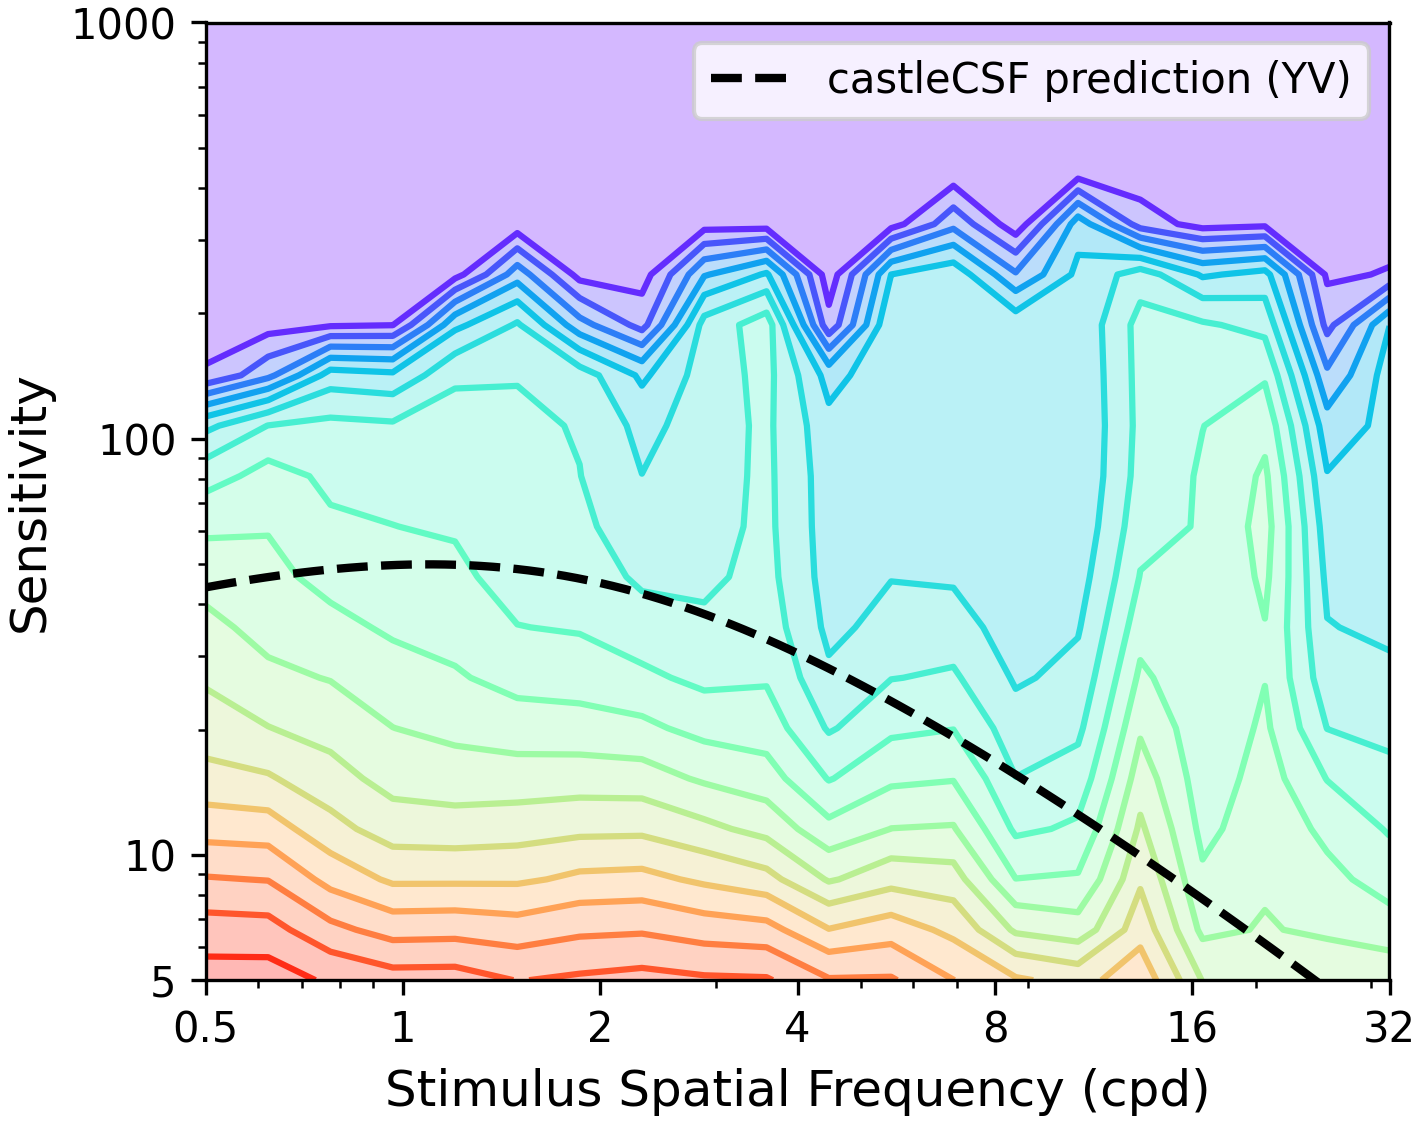 1000
castleCSF prediction (YV)
100
Sensitivity
10
5
0.5 1 2 4 8 16 32
Stimulus Spatial Frequency (cpd)